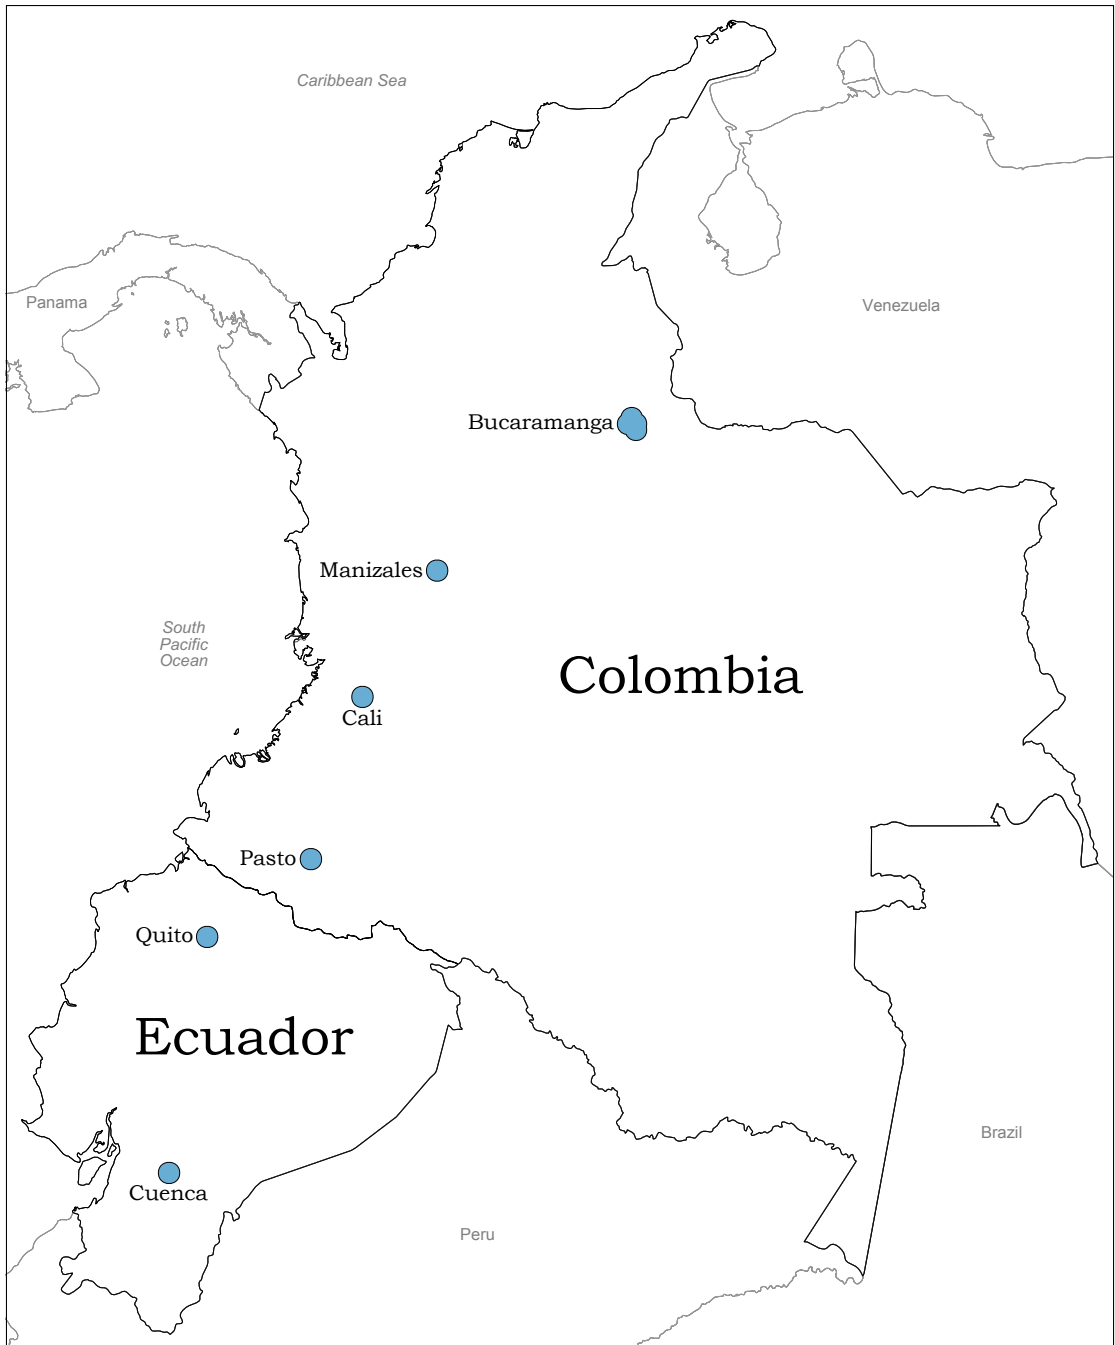 Caribbean Sea
Panama
Venezuela
Bucaramanga
Manizales
South
Pacific
Ocean
Colombia
Cali
Pasto
Quito
Ecuador
Brazil
Cuenca
Peru